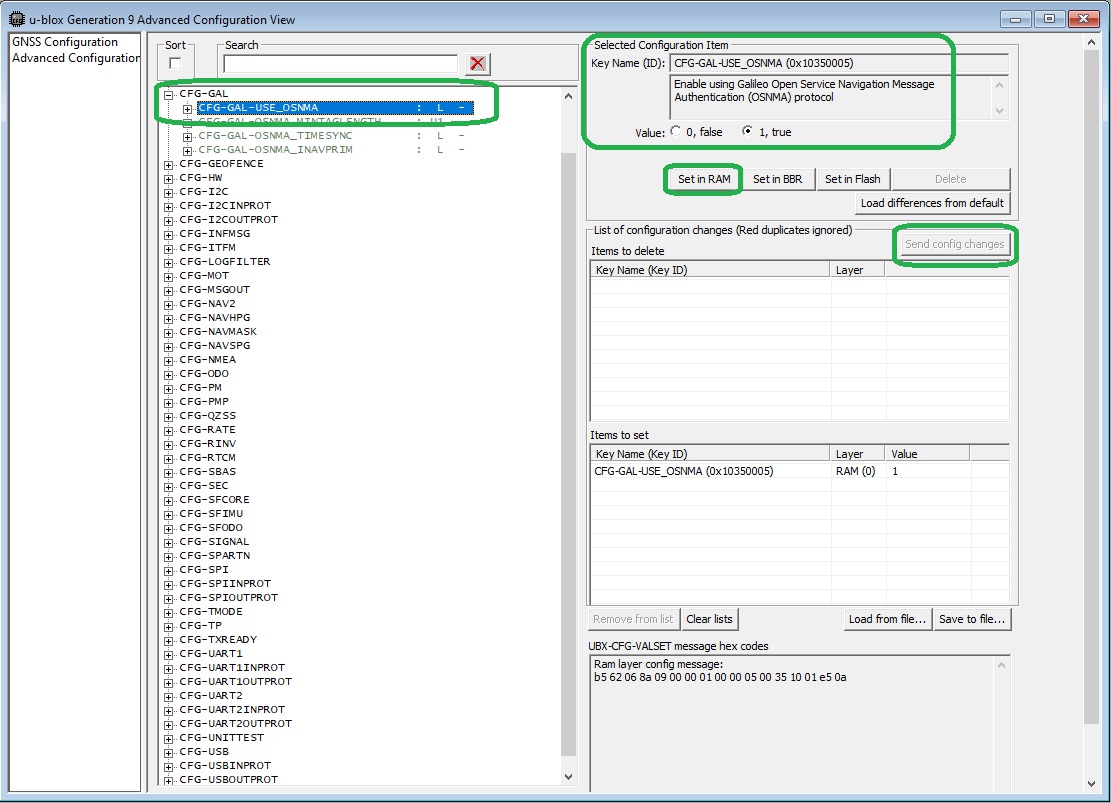 u-blox Generation 9 Advanced Configuration View
GNSS Configuration
Advanced Configuration
Sort
Search
CFG-GAL
CFG-GAL-USE_OSNMA : L -
CFG-GAL-OSNMA_MINTAGLENGTH : U1
CFG-GAL-OSNMA_TIMESYNC : L -
CFG-GAL-OSNMA_INAVPRIM : L -
CFG-GEOFENCE
CFG-HW
CFG-I2C
CFG-I2CINPROT
CFG-I2COUTPROT
CFG-INFMSG
CFG-ITFM
CFG-LOGFILTER
CFG-MOT
CFG-MSGOUT
CFG-NAV2
CFG-NAVHPG
CFG-NAVMASK
CFG-NAVSPG
CFG-NMEA
CFG-ODO
CFG-PM
CFG-PMP
CFG-QZSS
CFG-RATE
CFG-RINV
CFG-RTCM
CFG-SBAS
CFG-SEC
CFG-SFCORE
CFG-SFIMU
CFG-SFODO
CFG-SIGNAL
CFG-SPARTN
CFG-SPI
CFG-SPIINPROT
CFG-SPIOUTPROT
CFG-TMODE
CFG-TP
CFG-TXREADY
CFG-UART1
CFG-UART1INPROT
CFG-UART1OUTPROT
CFG-UART2
CFG-UART2INPROT
CFG-UART2OUTPROT
CFG-UNITTEST
CFG-USB
CFG-USBINPROT
CFG-USBOUTPROT
Selected Configuration Item
Key Name (ID): CFG-GAL-USE_OSNMA (0x10350005)
Enable using Galileo Open Service Navigation Message
Authentication (OSNMA) protocol
Value: 0, false 1, true
Set in RAM Set in BBR Set in Flash Delete
Load differences from default
List of configuration changes (Red duplicates ignored)
Send config changes
Items to delete
Key Name (Key ID) Layer
Items to set
Key Name (Key ID) Layer Value
CFG-GAL-USE_OSNMA (0x10350005) RAM (0) 1
Remove from list Clear lists Load from file... Save to file...
UBX-CFG-VALSET message hex codes
Ram layer config message:
b5 62 06 8a 09 00 00 01 00 00 05 00 35 10 01 e5 0a